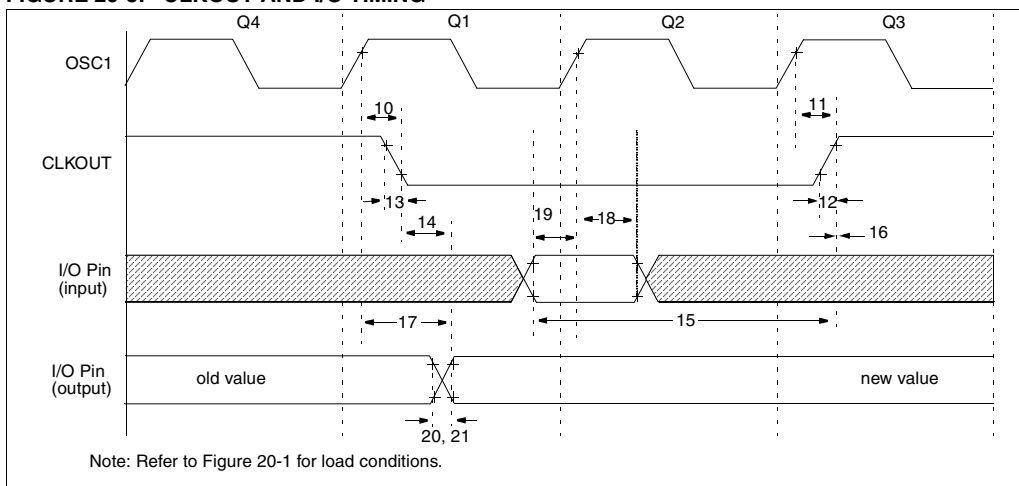 FIGURE 20-3: CLKOUT AND I/O TIMING
Q4 Q1 Q2 Q3
OSC1
10 11
CLKOUT
13 12
14 19 18 16
I/O Pin
(input)
17 15
I/O Pin
(output)
old value new value
20, 21
Note: Refer to Figure 20-1 for load conditions.